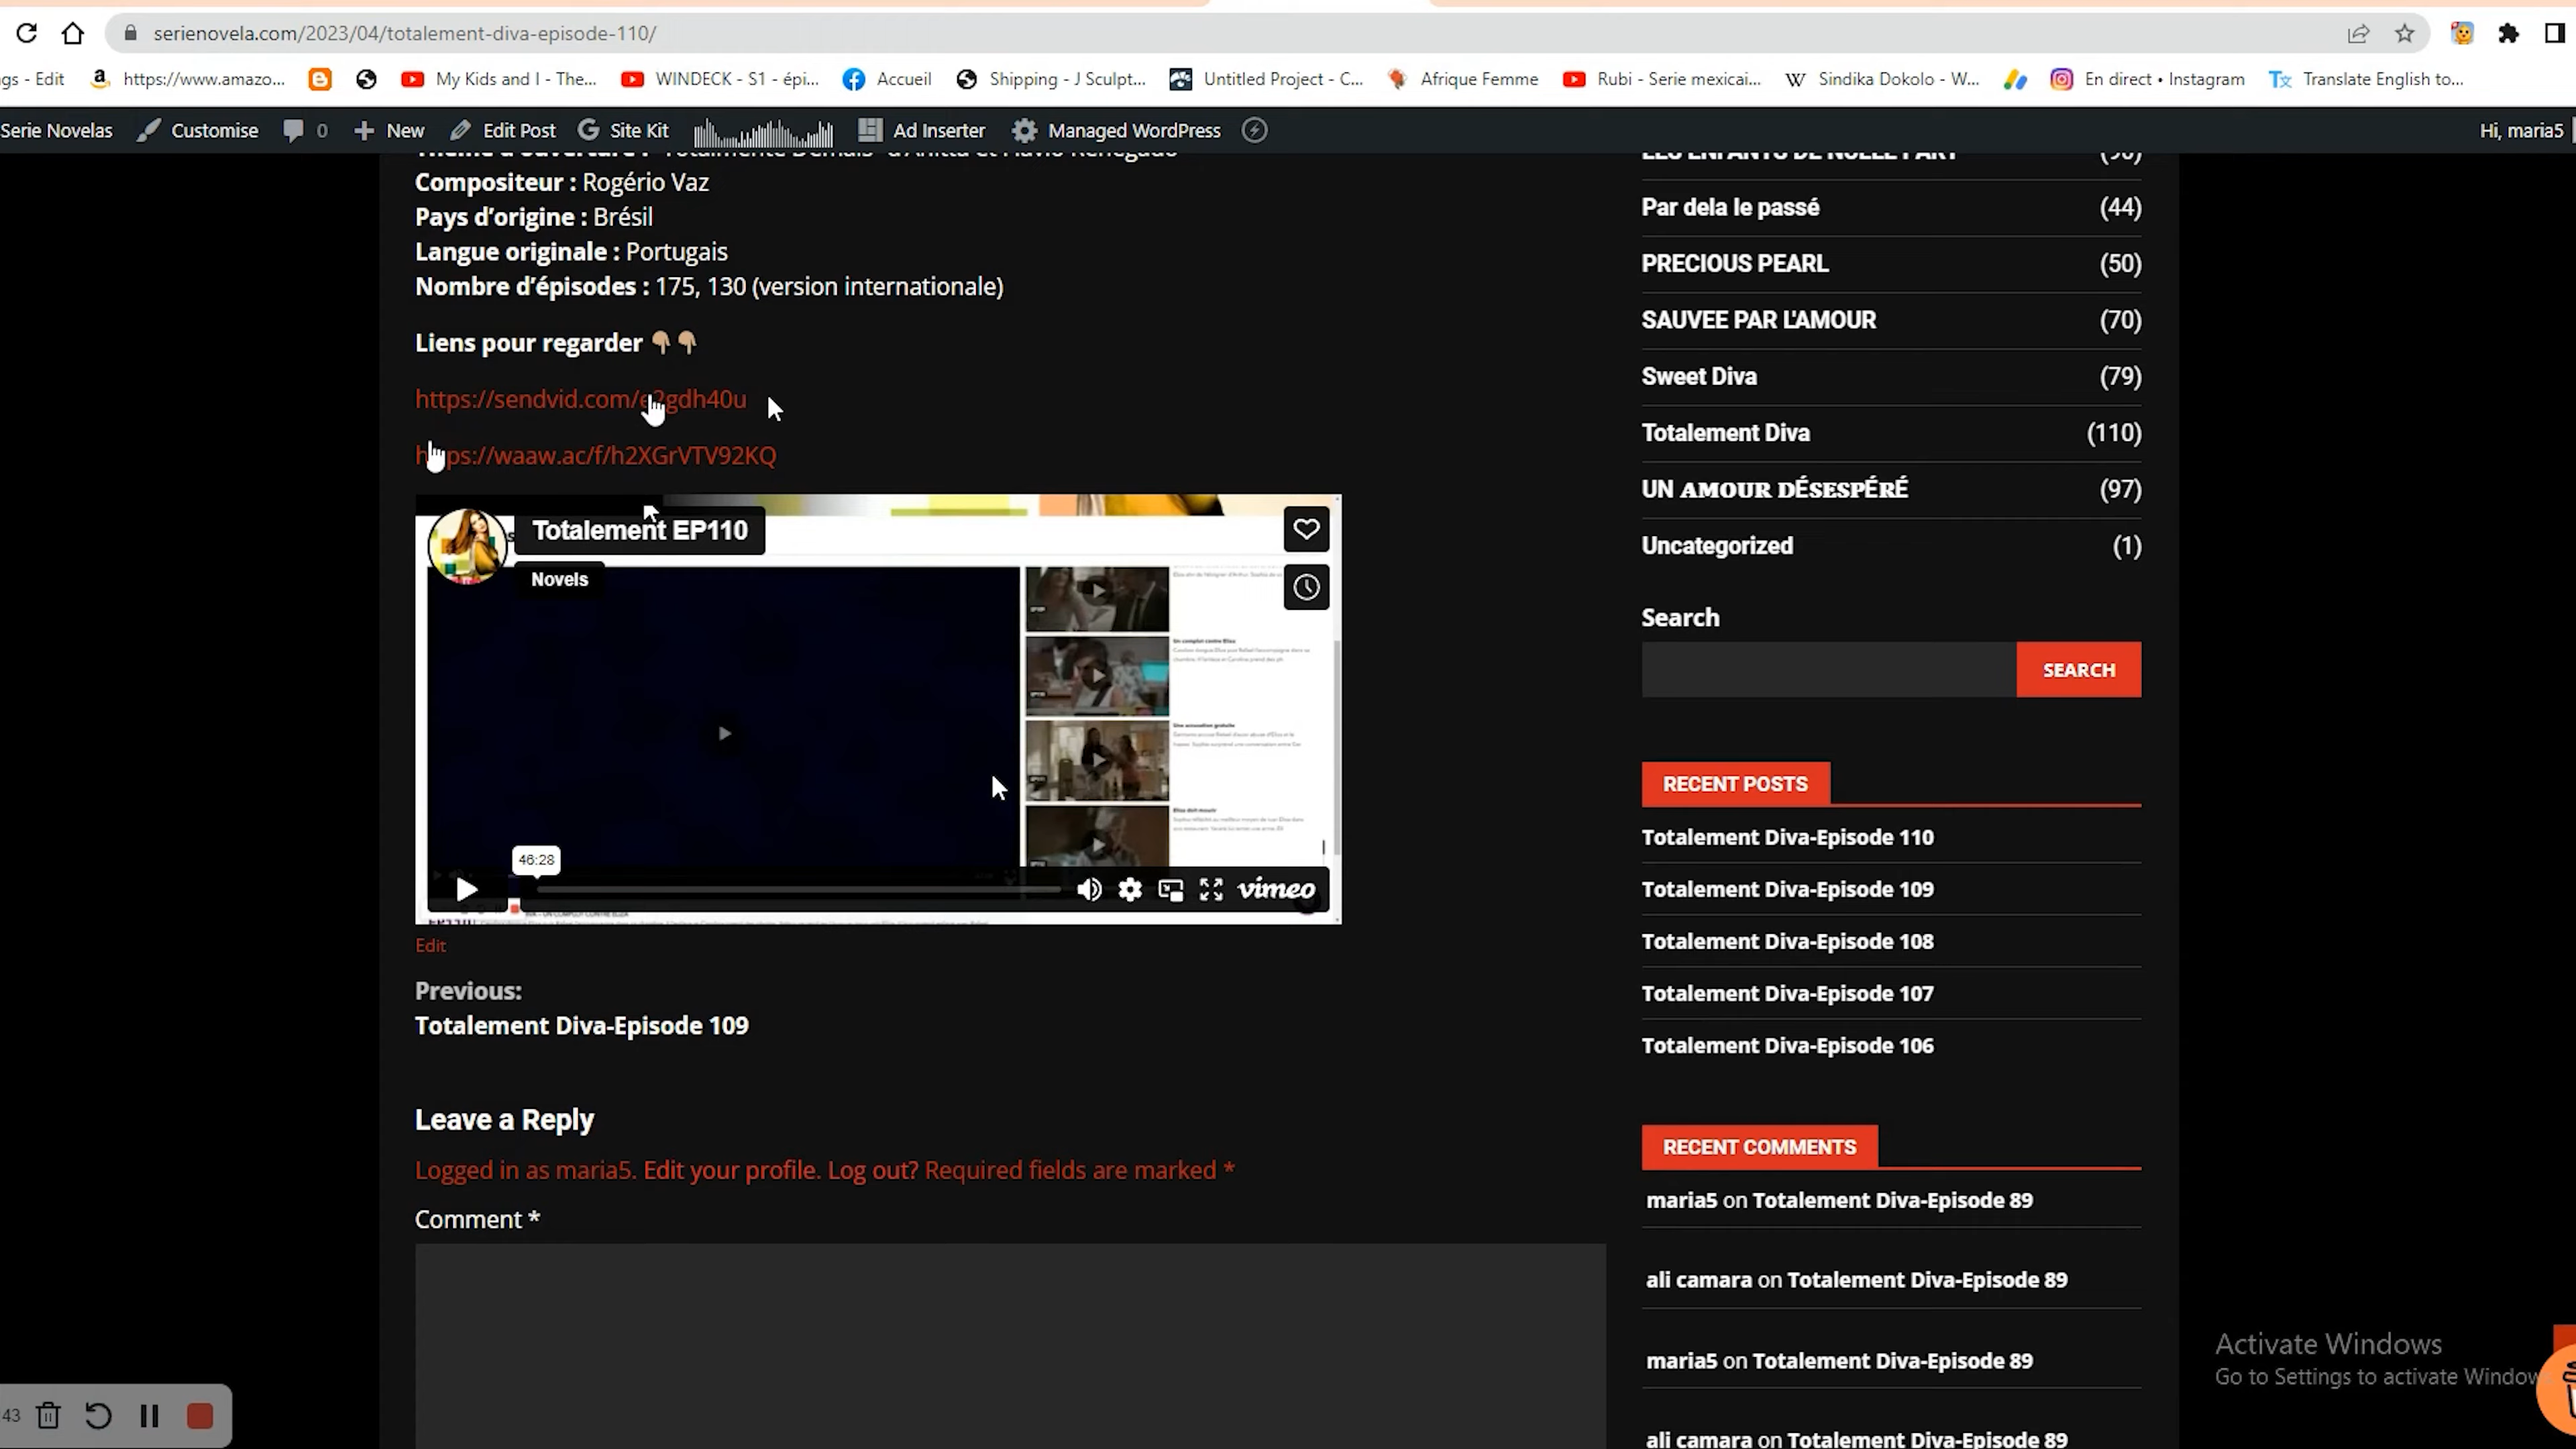 serienovela.com/2023/04/totalement-diva-episode-110/
gs - Edit
https://www.amazo...
My Kids and I - The...
WINDECK - S1 - épi...
Accueil
Shipping - J Sculpt...
Untitled Project - C...
Afrique Femme
Rubi - Serie mexicai...
Sindika Dokolo - W...
En direct • Instagram
Translate English to...
Serie Novelas
Customise
0
New
Edit Post
Site Kit
Ad Inserter
Managed WordPress
Hi, maria5
Compositeur : Rogério Vaz
Pays d'origine : Brésil
Langue originale : Portugais
Nombre d'épisodes : 175, 130 (version internationale)
Liens pour regarder 👇🏽👇🏽
https://sendvid.com/e2gdh40u
https://waaw.ac/f/h2XGrVTV92KQ
Totalement EP110
Novels
46:28
vimeo
Edit
Previous:
Totalement Diva-Episode 109
Leave a Reply
Logged in as maria5. Edit your profile. Log out? Required fields are marked *
Comment *
Par dela le passé (44)
PRECIOUS PEARL (50)
SAUVEE PAR L'AMOUR (70)
Sweet Diva (79)
Totalement Diva (110)
UN AMOUR DÉSESPÉRÉ (97)
Uncategorized (1)
Search
SEARCH
RECENT POSTS
Totalement Diva-Episode 110
Totalement Diva-Episode 109
Totalement Diva-Episode 108
Totalement Diva-Episode 107
Totalement Diva-Episode 106
RECENT COMMENTS
maria5 on Totalement Diva-Episode 89
ali camara on Totalement Diva-Episode 89
maria5 on Totalement Diva-Episode 89
ali camara on Totalement Diva-Episode 89
Activate Windows
Go to Settings to activate Window
43